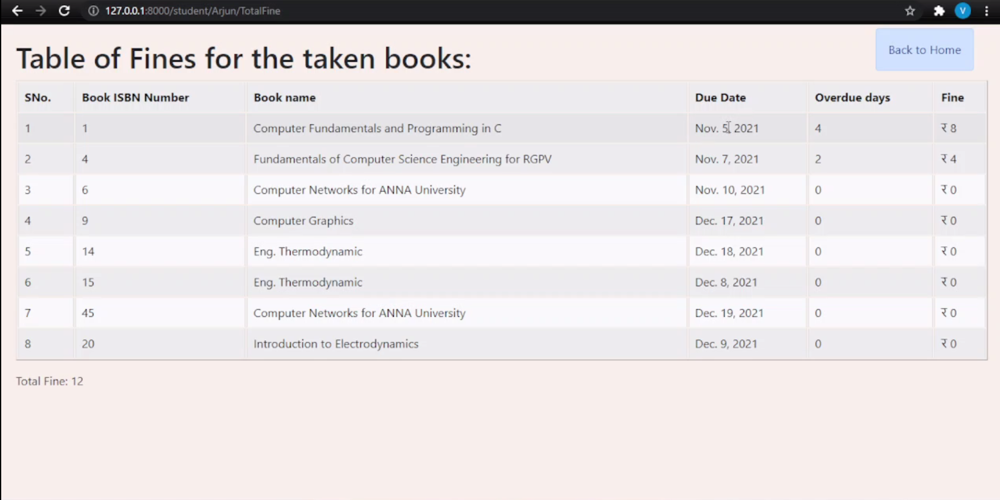 127.0.0.1:8000/student/Arjun/TotalFine
V
Back to Home
Table of Fines for the taken books:
SNo. Book ISBN Number Book name Due Date Overdue days Fine
1 1 Computer Fundamentals and Programming in C Nov. 5, 2021 4 ₹ 8
2 4 Fundamentals of Computer Science Engineering for RGPV Nov. 7, 2021 2 ₹ 4
3 6 Computer Networks for ANNA University Nov. 10, 2021 0 ₹ 0
4 9 Computer Graphics Dec. 17, 2021 0 ₹ 0
5 14 Eng. Thermodynamic Dec. 18, 2021 0 ₹ 0
6 15 Eng. Thermodynamic Dec. 8, 2021 0 ₹ 0
7 45 Computer Networks for ANNA University Dec. 19, 2021 0 ₹ 0
8 20 Introduction to Electrodynamics Dec. 9, 2021 0 ₹ 0
Total Fine: 12